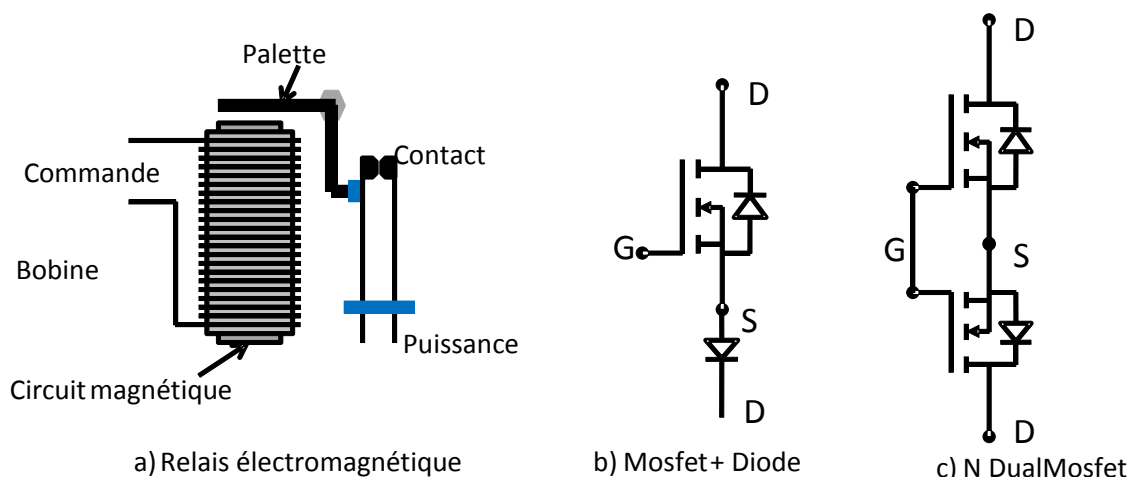 Palette
Commande
Bobine
Contact
Puissance
Circuit magnétique
a) Relais électromagnétique
D
G
S
D
b) Mosfet+ Diode
D
G
S
D
c) N DualMosfet